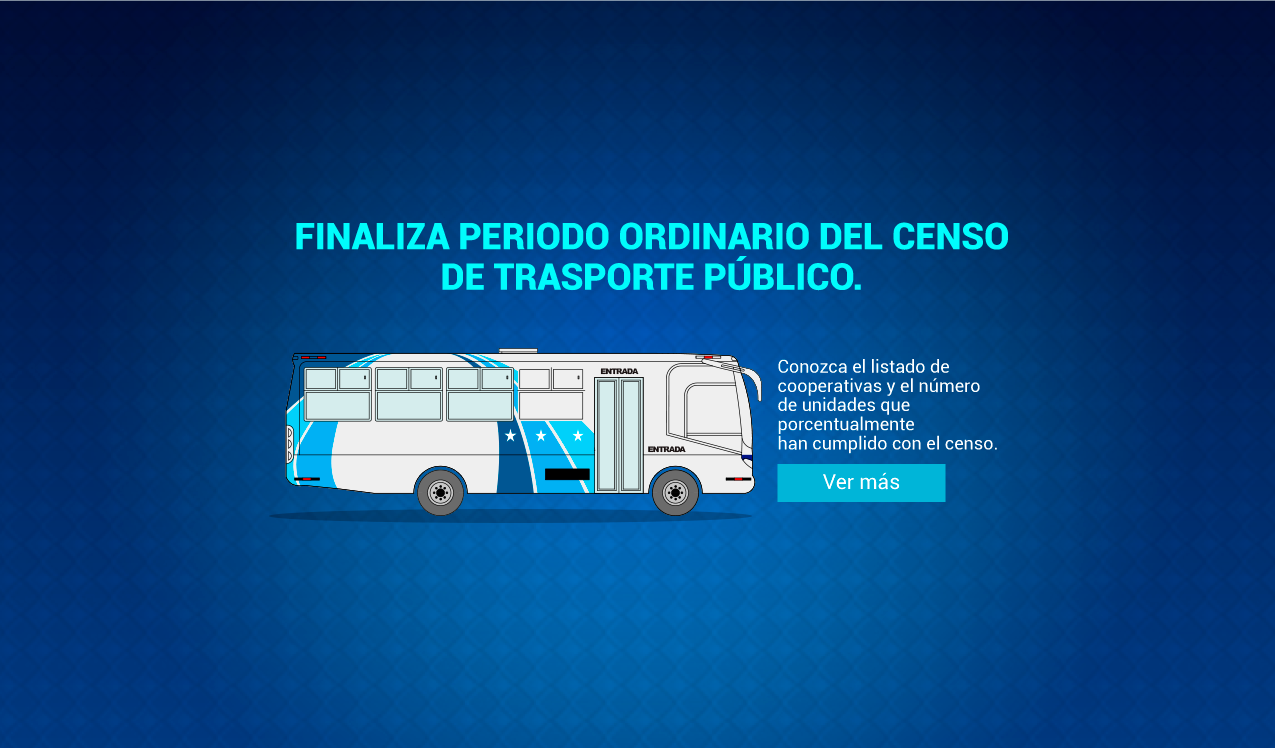 FINALIZA PERIODO ORDINARIO DEL CENSO
DE TRASPORTE PÚBLICO.
ENTRADA
ENTRADA
Conozca el listado de
cooperativas y el número
de unidades que
porcentualmente
han cumplido con el censo.
Ver más